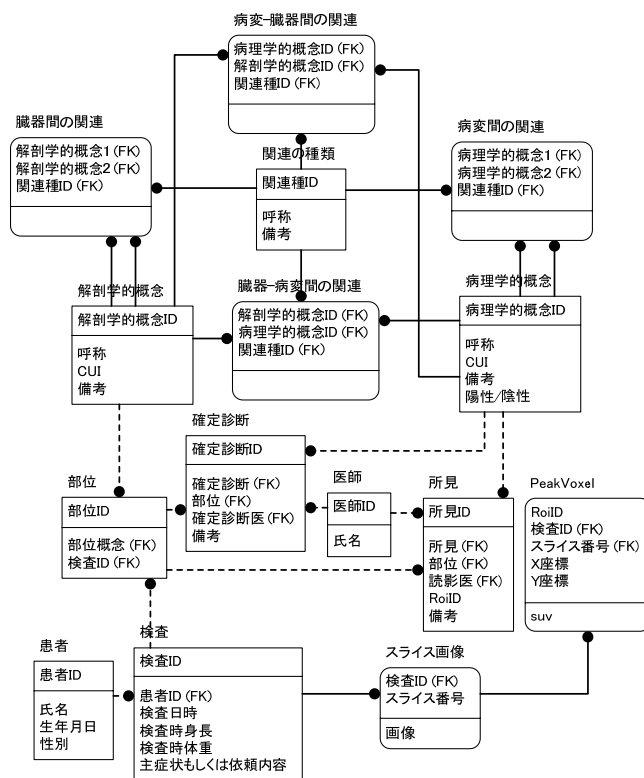 病変–臓器間の関連
病理学的概念ID (FK)
解剖学的概念ID (FK)
関連種ID (FK)
臓器間の関連
解剖学的概念1 (FK)
解剖学的概念2 (FK)
関連種ID (FK)
関連の種類
関連種ID
呼称
備考
病変間の関連
病理学的概念1 (FK)
病理学的概念2 (FK)
関連種ID (FK)
解剖学的概念
解剖学的概念ID
呼称
CUI
備考
臓器–病変間の関連
解剖学的概念ID (FK)
病理学的概念ID (FK)
関連種ID (FK)
病理学的概念
病理学的概念ID
呼称
CUI
備考
陽性/陰性
確定診断
確定診断ID
確定診断 (FK)
部位 (FK)
確定診断医 (FK)
備考
部位
部位ID
部位概念 (FK)
検査ID (FK)
医師
医師ID
氏名
所見
所見ID
所見 (FK)
部位 (FK)
読影医 (FK)
RoiID
備考
PeakVoxel
RoiID
検査ID (FK)
スライス番号 (FK)
X座標
Y座標
suv
患者
患者ID
氏名
生年月日
性別
検査
検査ID
患者ID (FK)
検査日時
検査時身長
検査時体重
主症状もしくは依頼内容
スライス画像
検査ID (FK)
スライス番号
画像